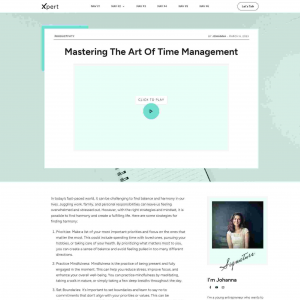 Xpert
Let's Talk
PRODUCTIVITY
Mastering The Art Of Time Management
CLICK TO PLAY
In today's fast-paced world, it can be challenging to find balance and harmony in our
lives. Juggling work, family, and personal responsibilities can leave us feeling
overwhelmed and stressed out. However, with the right strategies and mindset, it is
possible to find harmony and create a fulfilling life. Here are some strategies for
finding harmony:
1. Prioritize: Make a list of your most important priorities and focus on the ones that
matter the most. This could include spending time with loved ones, pursuing your
hobbies, or taking care of your health. By prioritizing what matters most to you,
you can create a sense of balance and avoid feeling pulled in too many different
directions.
2. Practice Mindfulness: Mindfulness is the practice of being present and fully
engaged in the moment. This can help you reduce stress, improve focus, and
enhance your overall well-being. You can practice mindfulness by meditating,
taking a walk in nature, or simply taking a few deep breaths throughout the day.
3. Set Boundaries: It's important to set boundaries and learn to say no to
commitments that don't align with your priorities or values. This can be
Signature
I'm Johanna